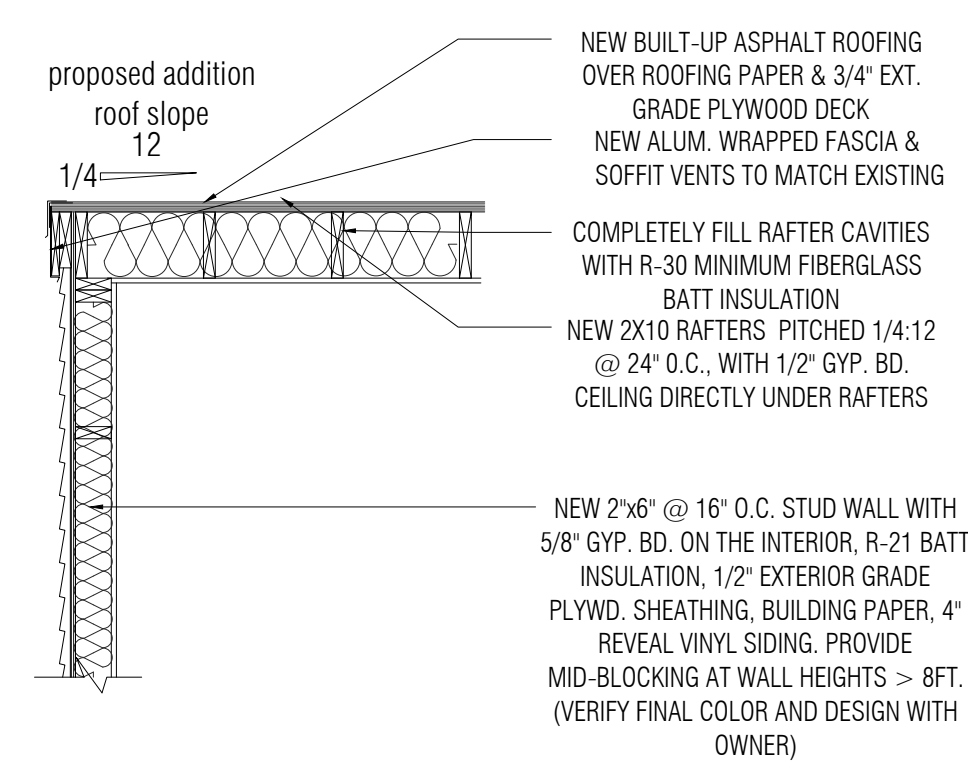 proposed addition
roof slope
12
1/4
NEW BUILT-UP ASPHALT ROOFING
OVER ROOFING PAPER & 3/4" EXT.
GRADE PLYWOOD DECK
NEW ALUM. WRAPPED FASCIA &
SOFFIT VENTS TO MATCH EXISTING
COMPLETELY FILL RAFTER CAVITIES
WITH R-30 MINIMUM FIBERGLASS
BATT INSULATION
NEW 2X10 RAFTERS PITCHED 1/4:12
@ 24" O.C., WITH 1/2" GYP. BD.
CEILING DIRECTLY UNDER RAFTERS
NEW 2"x6" @ 16" O.C. STUD WALL WITH
5/8" GYP. BD. ON THE INTERIOR, R-21 BATT
INSULATION, 1/2" EXTERIOR GRADE
PLYWD. SHEATHING, BUILDING PAPER, 4"
REVEAL VINYL SIDING. PROVIDE
MID-BLOCKING AT WALL HEIGHTS > 8FT.
(VERIFY FINAL COLOR AND DESIGN WITH
OWNER)